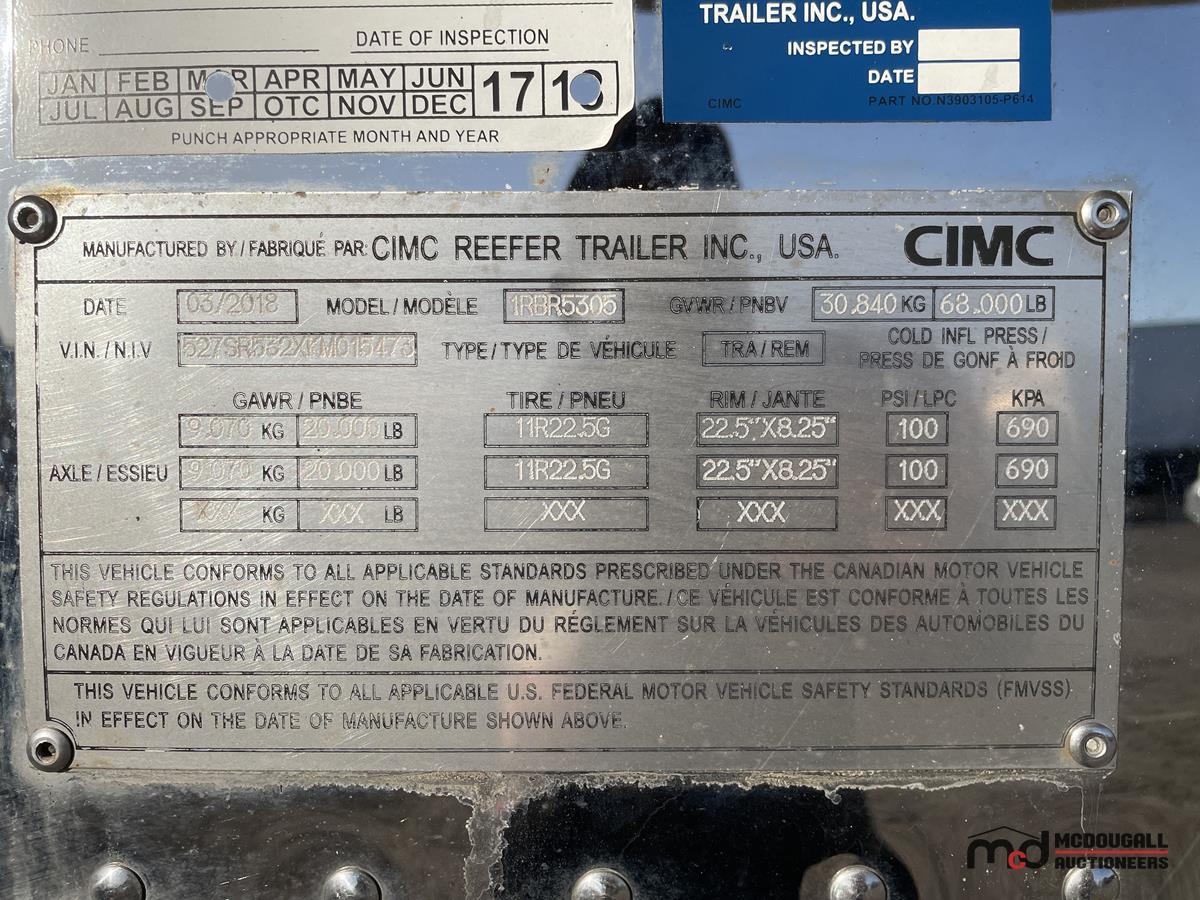 TRAILER INC., USA.
PHONE DATE OF INSPECTION
INSPECTED BY
JAN FEB MAR APR MAY JUN 17 18
DATE
JUL AUG SEP OTC NOV DEC
CIMC PART NO.N3903105-P614
PUNCH APPROPRIATE MONTH AND YEAR
MANUFACTURED BY / FABRIQUÉ PAR: CIMC REEFER TRAILER INC., USA. CIMC
DATE 03/2018 MODEL / MODÈLE 1RBR5305 GVWR / PNBV 30.840 KG 68.000 LB
V.I.N. / N.I.V 527SR532XKM015473 TYPE / TYPE DE VÉHICULE TRA / REM COLD INFL PRESS /
PRESS DE GONF À FROID
GAWR / PNBE TIRE / PNEU RIM / JANTE PSI / LPC KPA
9.070 KG 20.000 LB 11R22.5G 22.5"X8.25" 100 690
AXLE / ESSIEU 9.070 KG 20.000 LB 11R22.5G 22.5"X8.25" 100 690
XXX KG XXX LB XXX XXX XXX XXX
THIS VEHICLE CONFORMS TO ALL APPLICABLE STANDARDS PRESCRIBED UNDER THE CANADIAN MOTOR VEHICLE
SAFETY REGULATIONS IN EFFECT ON THE DATE OF MANUFACTURE. / CE VÉHICULE EST CONFORME À TOUTES LES
NORMES QUI LUI SONT APPLICABLES EN VERTU DU RÉGLEMENT SUR LA VÉHICULES DES AUTOMOBILES DU
CANADA EN VIGUEUR À LA DATE DE SA FABRICATION.
THIS VEHICLE CONFORMS TO ALL APPLICABLE U.S. FEDERAL MOTOR VEHICLE SAFETY STANDARDS (FMVSS)
IN EFFECT ON THE DATE OF MANUFACTURE SHOWN ABOVE.
mcd MCDOUGALL
AUCTIONEERS